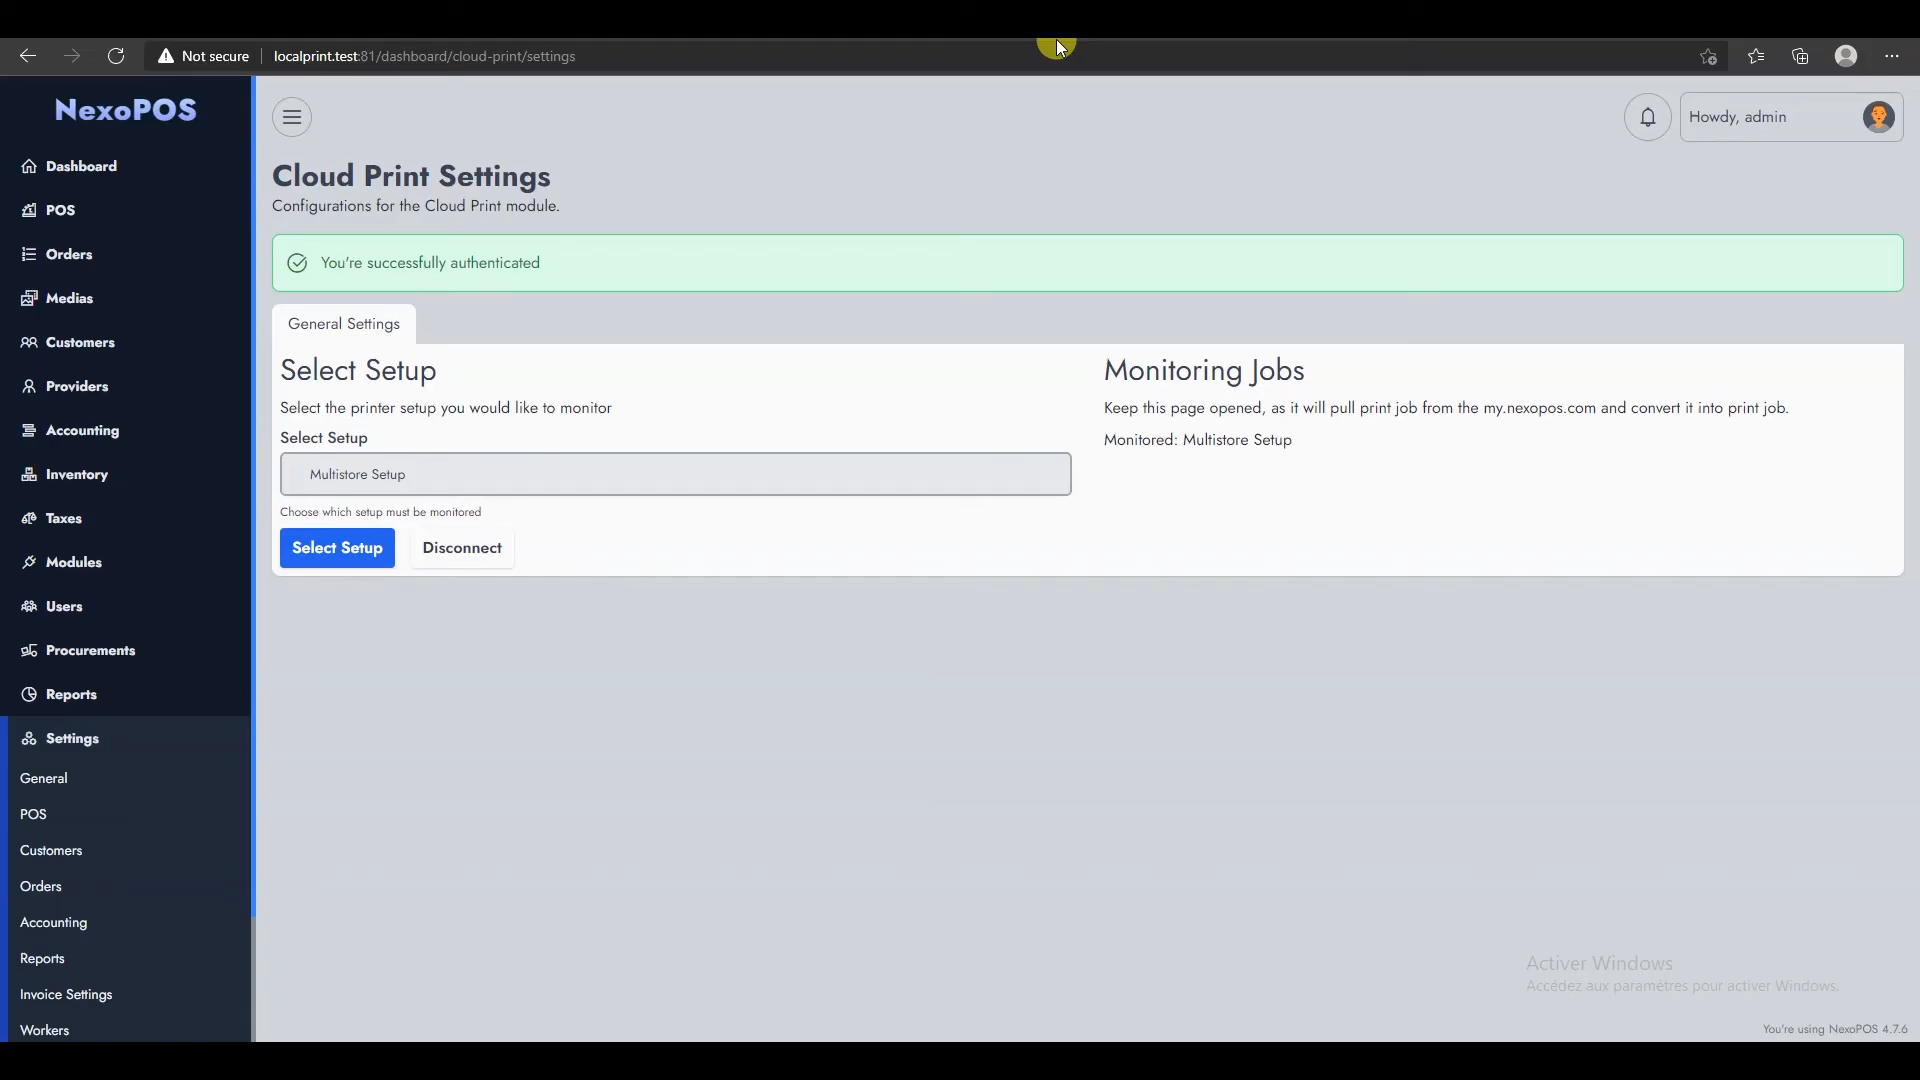 Not secure
localprint.test:81/dashboard/cloud-print/settings
NexoPOS
Howdy, admin
Dashboard
POS
Orders
Medias
Customers
Providers
Accounting
Inventory
Taxes
Modules
Users
Procurements
Reports
Settings
General
POS
Customers
Orders
Accounting
Reports
Invoice Settings
Workers
Cloud Print Settings
Configurations for the Cloud Print module.
You're successfully authenticated
General Settings
Select Setup
Select the printer setup you would like to monitor
Select Setup
Multistore Setup
Choose which setup must be monitored
Select Setup
Disconnect
Monitoring Jobs
Keep this page opened, as it will pull print job from the my.nexopos.com and convert it into print job.
Monitored: Multistore Setup
Activer Windows
Accédez aux paramètres pour activer Windows.
You're using NexoPOS 4.7.6